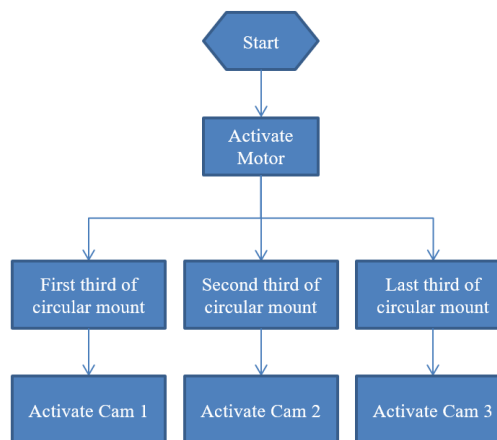 Start
Activate
Motor
First third of
circular mount
Second third of
circular mount
Last third of
circular mount
Activate Cam 1
Activate Cam 2
Activate Cam 3